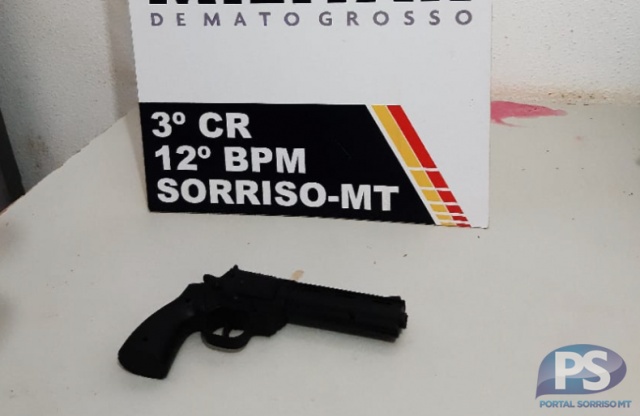 DE MATO GROSSO
3º CR
12º BPM
SORRISO-MT
PS
PORTAL SORRISO MT